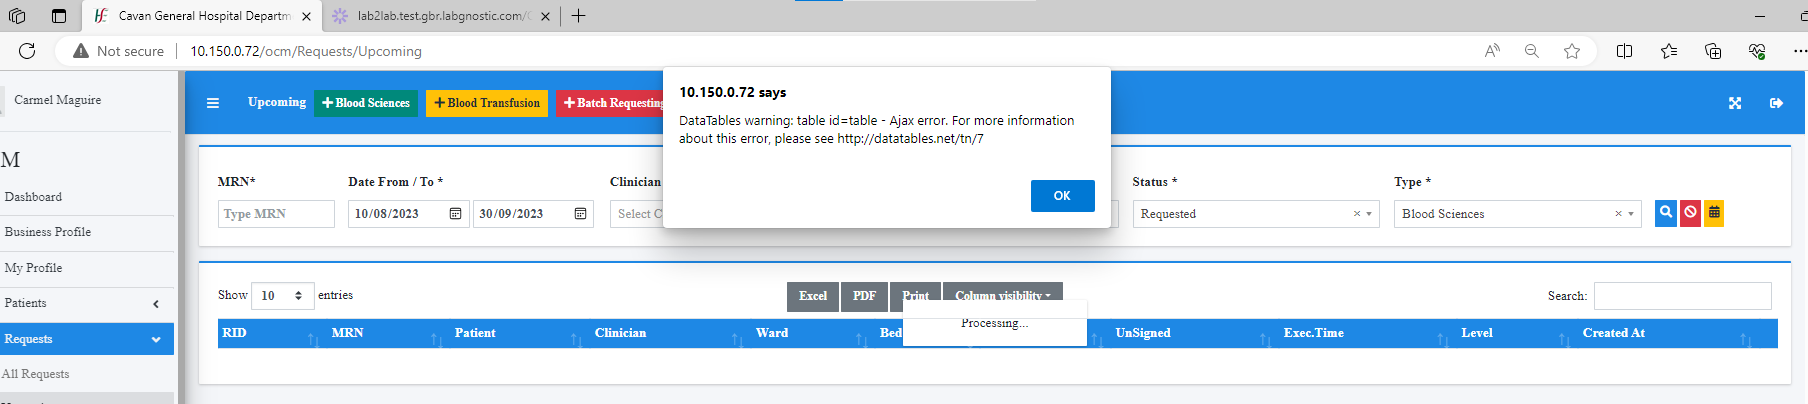 Cavan General Hospital Departm
lab2lab.test.gbr.labgnostic.com/
Not secure
10.150.0.72/ocm/Requests/Upcoming
Carmel Maguire
Upcoming
+ Blood Sciences
+ Blood Transfusion
+ Batch Requesting
10.150.0.72 says
DataTables warning: table id=table - Ajax error. For more information
about this error, please see http://datatables.net/tn/7
OK
M
Dashboard
Business Profile
My Profile
Patients
Requests
All Requests
MRN*
Date From / To *
Clinician
Status *
Type *
Type MRN
10/08/2023
30/09/2023
Select C
Requested
× 
Blood Sciences
×
Show 10 entries
Excel
PDF
Print
Column visibility
Search:
Processing...
RID
MRN
Patient
Clinician
Ward
Bed
UnSigned
Exec.Time
Level
Created At